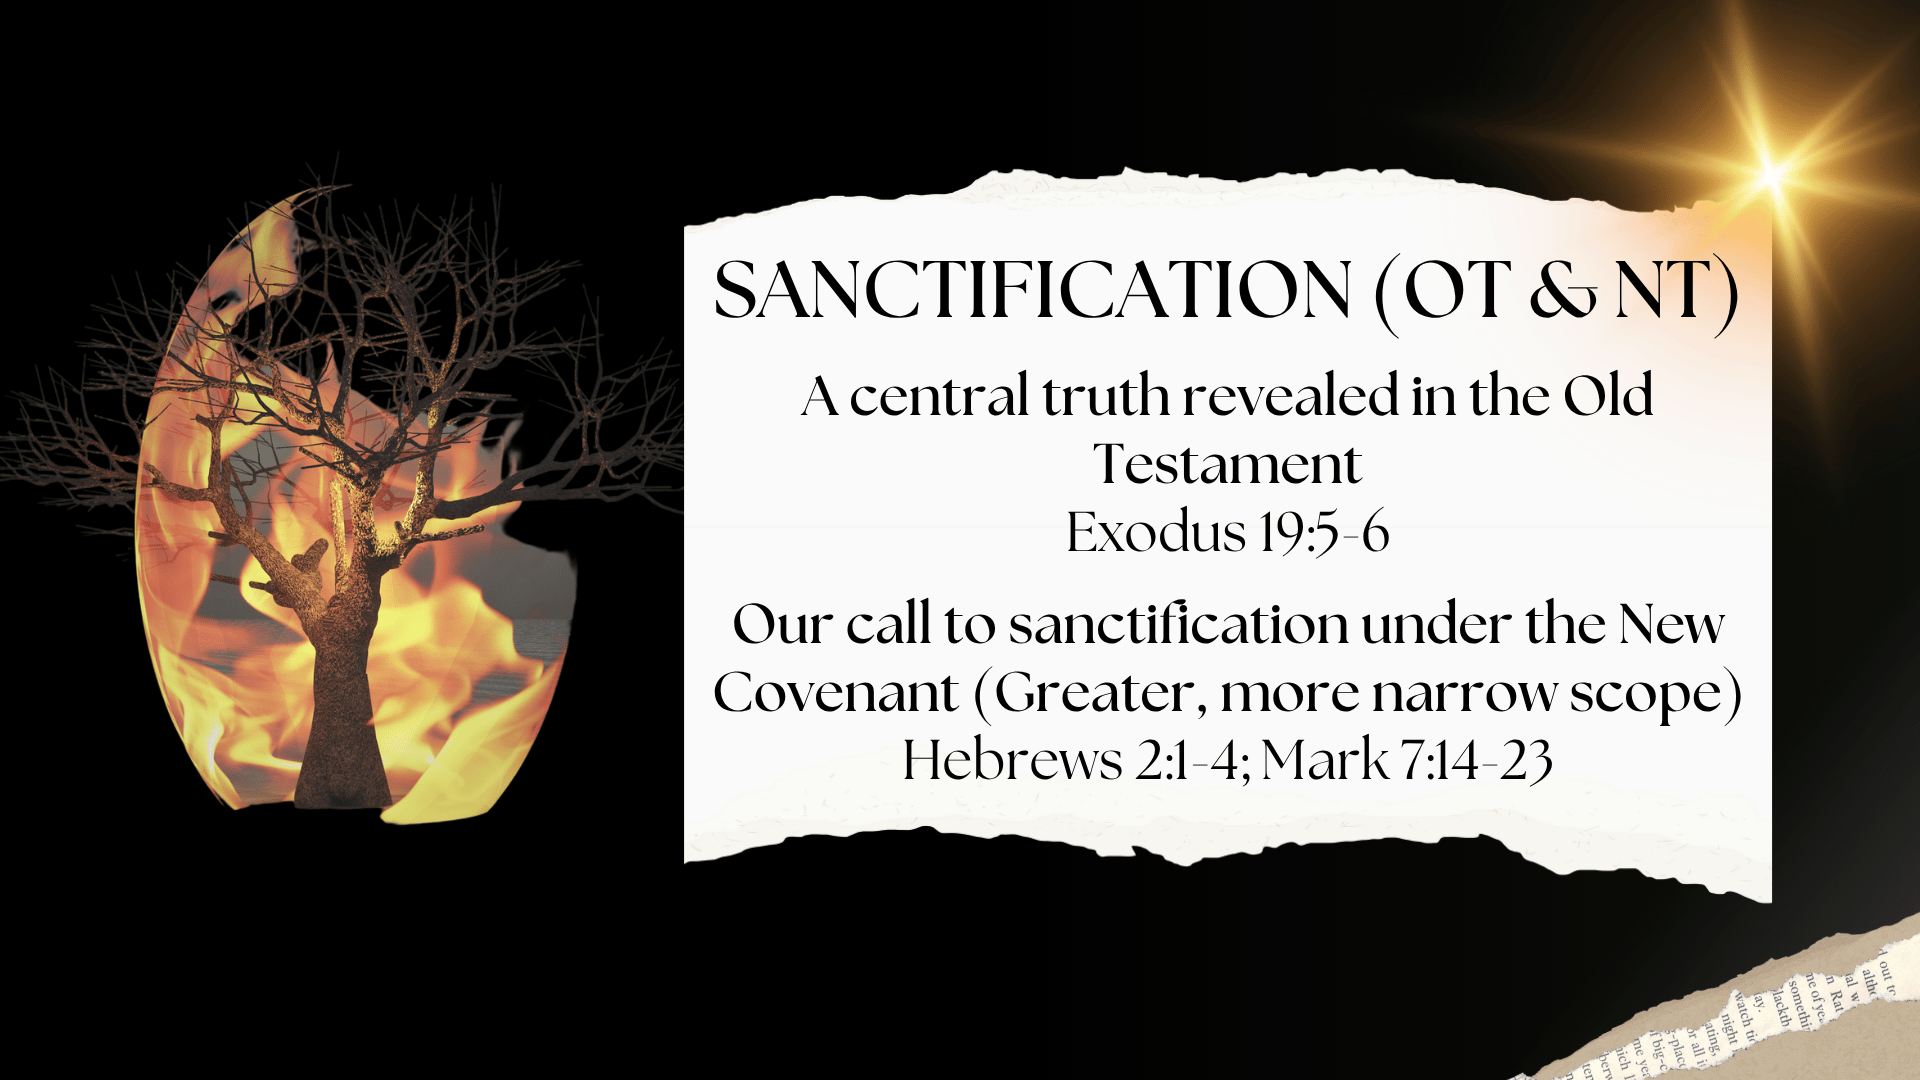 SANCTIFICATION (OT & NT)
A central truth revealed in the Old
Testament
Exodus 19:5-6
Our call to sanctification under the New
Covenant (Greater, more narrow scope)
Hebrews 2:1-4; Mark 7:14-23